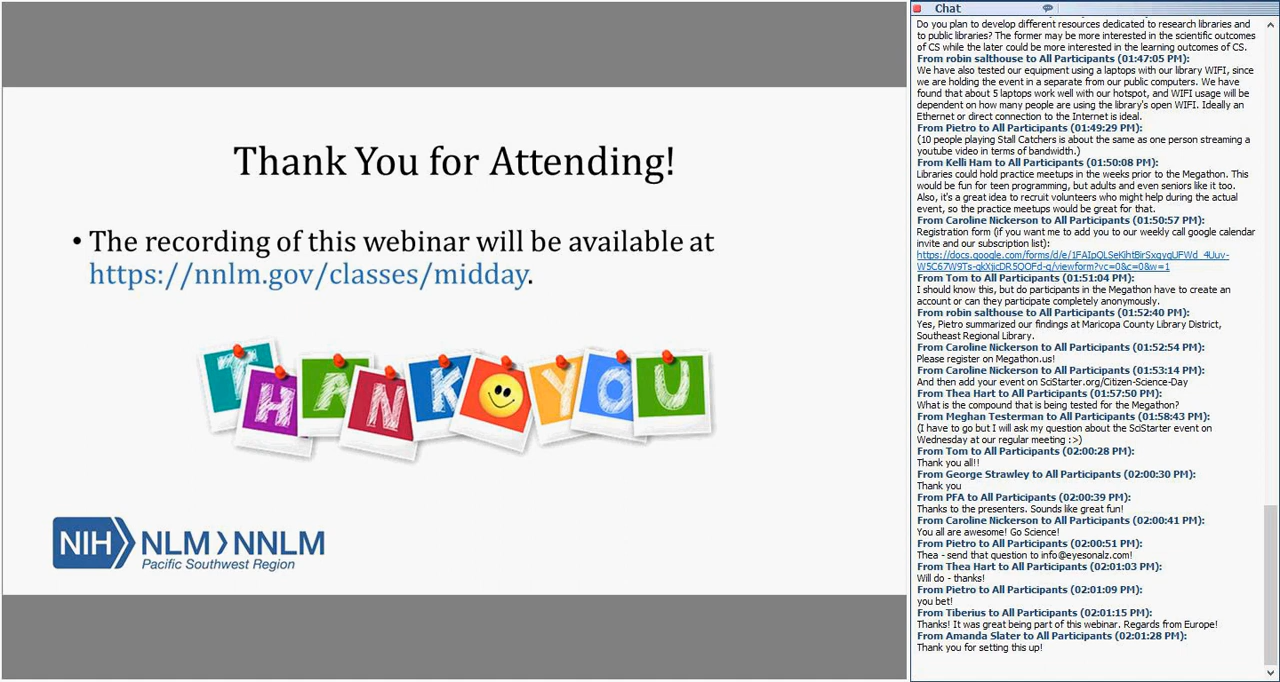 Thank You for Attending!
• The recording of this webinar will be available at
https://nnlm.gov/classes/midday.
THANK YOU
NIH NLM NNLM
Pacific Southwest Region
Chat
Do you plan to develop different resources dedicated to research libraries and
to public libraries? The former may be more interested in the scientific outcomes
of CS while the later could be more interested in the learning outcomes of CS.
From robin salthouse to All Participants (01:47:05 PM):
We have also tested our equipment using a laptops with our library WIFI, since
we are holding the event in a separate from our public computers. We have
found that about 5 laptops work well with our hotspot, and WIFI usage will be
dependent on how many people are using the library's open WIFI. Ideally an
Ethernet or direct connection to the Internet is ideal.
From Pietro to All Participants (01:49:29 PM):
(10 people playing Stall Catchers is about the same as one person streaming a
youtube video in terms of bandwidth.)
From Kelli Ham to All Participants (01:50:08 PM):
Libraries could hold practice meetups in the weeks prior to the Megathon. This
would be fun for teen programming, but adults and even seniors like it too.
Also, it's a great idea to recruit volunteers who might help during the actual
event, so the practice meetups would be great for that.
From Caroline Nickerson to All Participants (01:50:57 PM):
Registration form (if you want me to add you to our weekly call google calendar
invite and our subscription list):
From Tom to All Participants (01:51:04 PM):
I should know this, but do participants in the Megathon have to create an
account or can they participate completely anonymously.
From robin salthouse to All Participants (01:52:40 PM):
Yes, Pietro summarized our findings at Maricopa County Library District,
Southeast Regional Library.
From Caroline Nickerson to All Participants (01:52:54 PM):
Please register on Megathon.us!
From Caroline Nickerson to All Participants (01:53:14 PM):
And then add your event on SciStarter.org/Citizen-Science-Day
From Thea Hart to All Participants (01:57:50 PM):
What is the compound that is being tested for the Megathon?
From Meghan Testerman to All Participants (01:58:43 PM):
(I have to go but I will ask my question about the SciStarter event on
Wednesday at our regular meeting :>)
From Tom to All Participants (02:00:28 PM):
Thank you all!!
From George Strawley to All Participants (02:00:30 PM):
Thank you
From PFA to All Participants (02:00:39 PM):
Thanks to the presenters. Sounds like great fun!
From Caroline Nickerson to All Participants (02:00:41 PM):
You all are awesome! Go Science!
From Pietro to All Participants (02:00:51 PM):
Thea - send that question to info@eyesonalz.com!
From Thea Hart to All Participants (02:01:03 PM):
Will do - thanks!
From Pietro to All Participants (02:01:09 PM):
you bet!
From Tiberius to All Participants (02:01:15 PM):
Thanks! It was great being part of this webinar. Regards from Europe!
From Amanda Slater to All Participants (02:01:28 PM):
Thank you for setting this up!